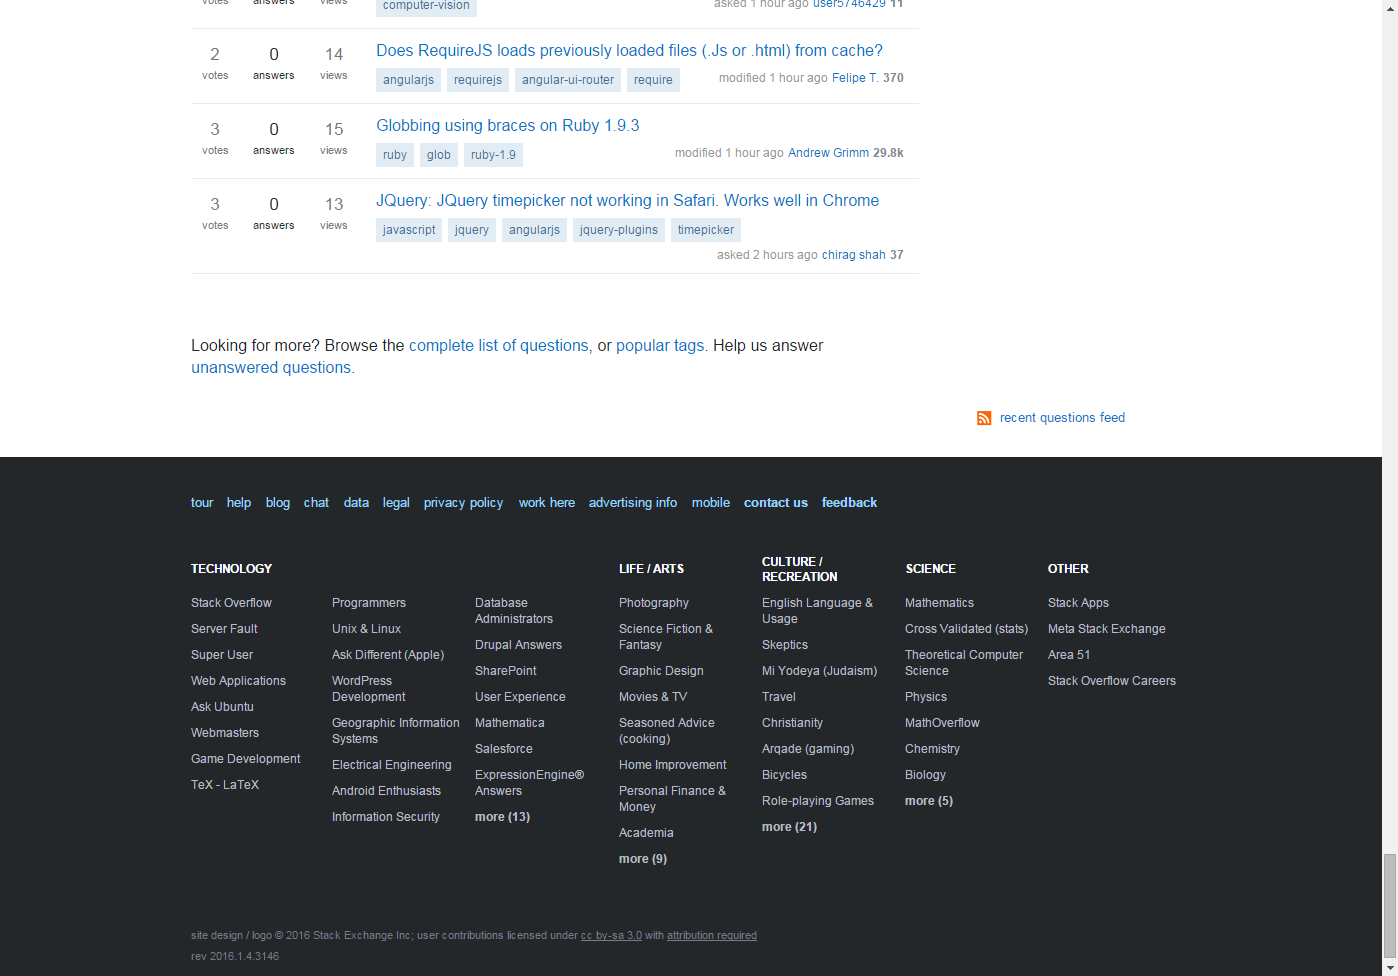 votes answers views computer-vision asked 1 hour ago user5746429 11
2 0 14 Does RequireJS loads previously loaded files (.Js or .html) from cache?
votes answers views angularjs requirejs angular-ui-router require modified 1 hour ago Felipe T. 370
3 0 15 Globbing using braces on Ruby 1.9.3
votes answers views ruby glob ruby-1.9 modified 1 hour ago Andrew Grimm 29.8k
3 0 13 JQuery: JQuery timepicker not working in Safari. Works well in Chrome
votes answers views javascript jquery angularjs jquery-plugins timepicker
asked 2 hours ago chirag shah 37
Looking for more? Browse the complete list of questions, or popular tags. Help us answer
unanswered questions.
recent questions feed
tour help blog chat data legal privacy policy work here advertising info mobile contact us feedback
TECHNOLOGY
Stack Overflow
Server Fault
Super User
Web Applications
Ask Ubuntu
Webmasters
Game Development
TeX - LaTeX
Programmers
Unix & Linux
Ask Different (Apple)
WordPress
Development
Geographic Information
Systems
Electrical Engineering
Android Enthusiasts
Information Security
Database
Administrators
Drupal Answers
SharePoint
User Experience
Mathematica
Salesforce
ExpressionEngine®
Answers
more (13)
LIFE / ARTS
Photography
Science Fiction &
Fantasy
Graphic Design
Movies & TV
Seasoned Advice
(cooking)
Home Improvement
Personal Finance &
Money
Academia
more (9)
CULTURE /
RECREATION
English Language &
Usage
Skeptics
Mi Yodeya (Judaism)
Travel
Christianity
Arqade (gaming)
Bicycles
Role-playing Games
more (21)
SCIENCE
Mathematics
Cross Validated (stats)
Theoretical Computer
Science
Physics
MathOverflow
Chemistry
Biology
more (5)
OTHER
Stack Apps
Meta Stack Exchange
Area 51
Stack Overflow Careers
site design / logo © 2016 Stack Exchange Inc; user contributions licensed under cc by-sa 3.0 with attribution required
rev 2016.1.4.3146